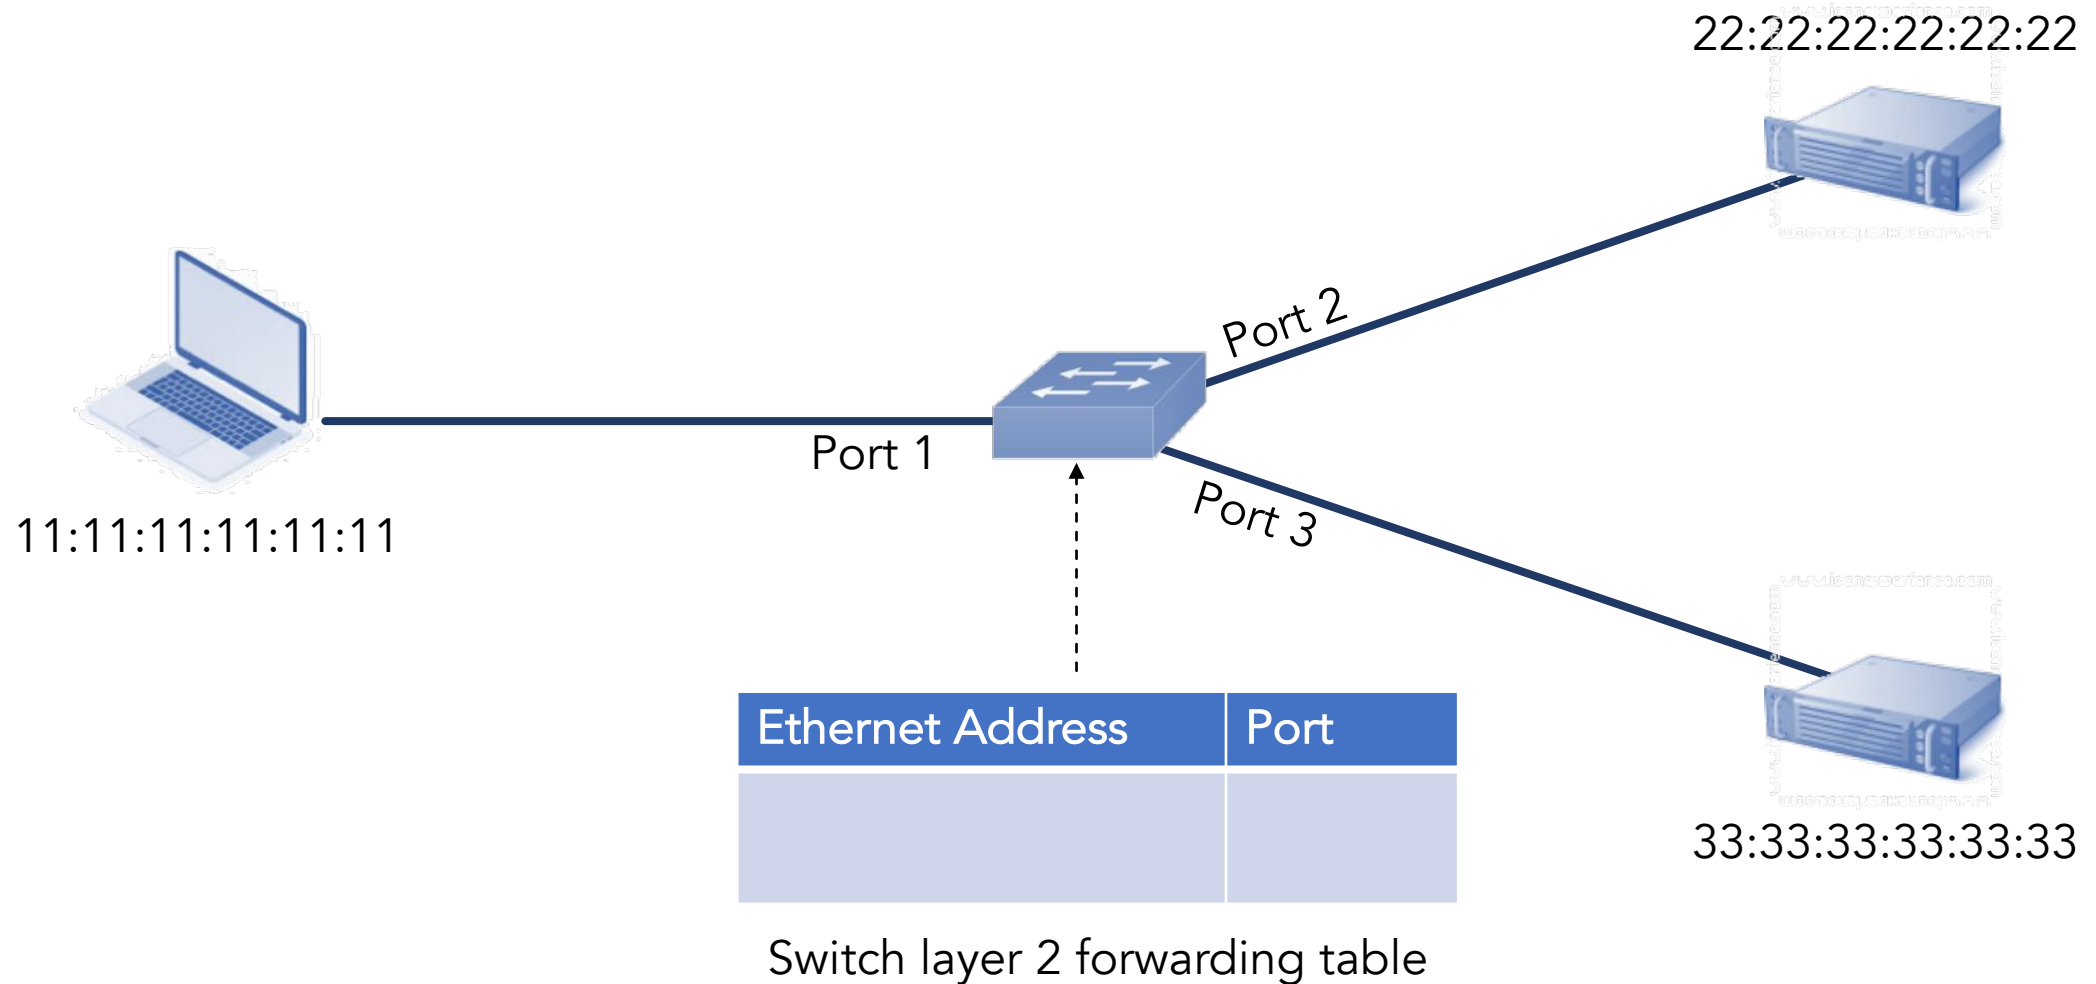 22:22:22:22:22:22
Port 2
Port 1
Port 3
11:11:11:11:11:11
Ethernet Address Port
33:33:33:33:33:33
Switch layer 2 forwarding table